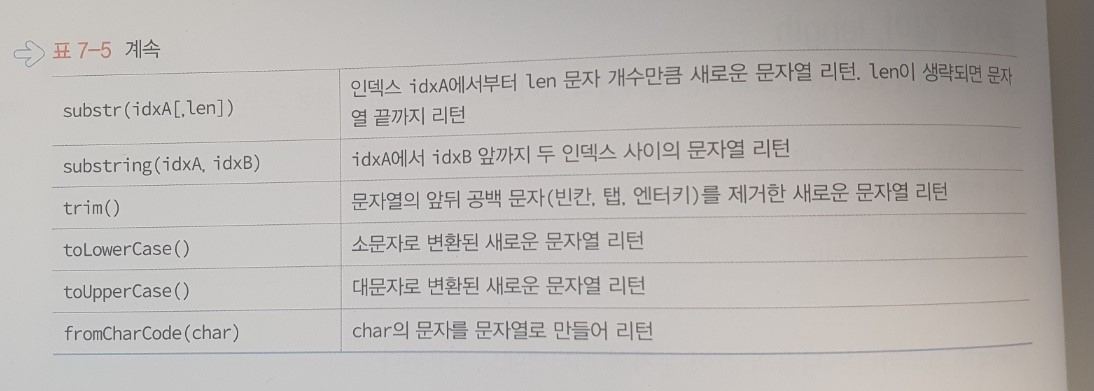 표 7-5 계속
substr(idxA[,len])
인덱스 idxA에서부터 len 문자 개수만큼 새로운 문자열 리턴. len이 생략되면 문자
열 끝까지 리턴
substring(idxA, idxB)
idxA에서 idxB 앞까지 두 인덱스 사이의 문자열 리턴
trim()
문자열의 앞뒤 공백 문자(빈칸, 탭, 엔터키)를 제거한 새로운 문자열 리턴
toLowerCase()
소문자로 변환된 새로운 문자열 리턴
toUpperCase()
대문자로 변환된 새로운 문자열 리턴
fromCharCode(char)
char의 문자를 문자열로 만들어 리턴